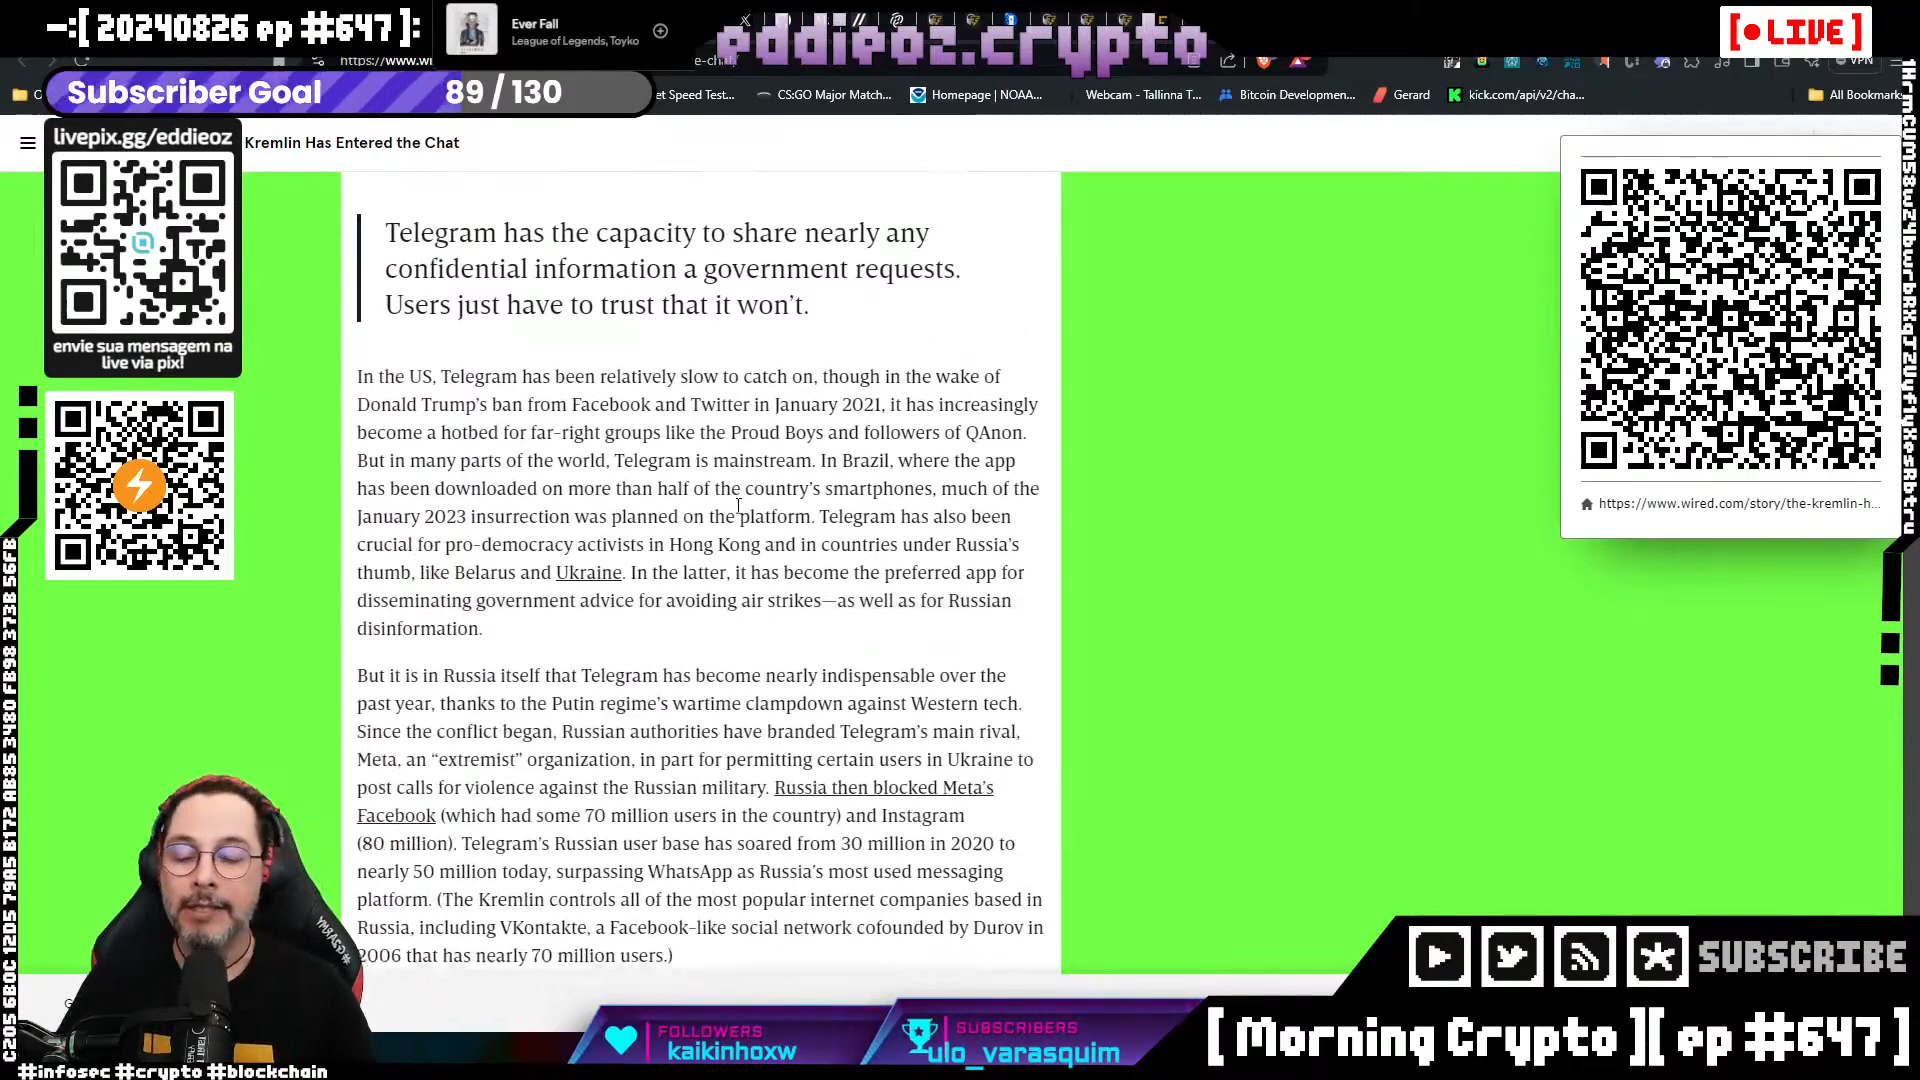 -:[ 20240826 ep #647 ]:
Ever Fall
League of Legends, Toyko
eddieoz.crypto
[ • LIVE ]
https://www.wi
e-chat/
VPN
Subscriber Goal 89 / 130
et Speed Test...
CS:GO Major Match...
Homepage | NOAA...
Webcam - Tallinna T...
Bitcoin Developmen...
Gerard
kick.com/api/v2/cha...
All Bookmarks
livepix.gg/eddieoz
Kremlin Has Entered the Chat
envie sua mensagem na
live via pix!
Telegram has the capacity to share nearly any
confidential information a government requests.
Users just have to trust that it won’t.
In the US, Telegram has been relatively slow to catch on, though in the wake of
Donald Trump’s ban from Facebook and Twitter in January 2021, it has increasingly
become a hotbed for far-right groups like the Proud Boys and followers of QAnon.
But in many parts of the world, Telegram is mainstream. In Brazil, where the app
has been downloaded on more than half of the country’s smartphones, much of the
January 2023 insurrection was planned on the platform. Telegram has also been
crucial for pro-democracy activists in Hong Kong and in countries under Russia’s
thumb, like Belarus and Ukraine. In the latter, it has become the preferred app for
disseminating government advice for avoiding air strikes—as well as for Russian
disinformation.
But it is in Russia itself that Telegram has become nearly indispensable over the
past year, thanks to the Putin regime’s wartime clampdown against Western tech.
Since the conflict began, Russian authorities have branded Telegram’s main rival,
Meta, an “extremist” organization, in part for permitting certain users in Ukraine to
post calls for violence against the Russian military. Russia then blocked Meta’s
Facebook (which had some 70 million users in the country) and Instagram
(80 million). Telegram’s Russian user base has soared from 30 million in 2020 to
nearly 50 million today, surpassing WhatsApp as Russia’s most used messaging
platform. (The Kremlin controls all of the most popular internet companies based in
Russia, including VKontakte, a Facebook-like social network cofounded by Durov in
2006 that has nearly 70 million users.)
https://www.wired.com/story/the-kremlin-h...
C205 6B0C 1205 79A5 B172 AB85 3480 FB98 373B 56FB
SUBSCRIBE
FOLLOWERS
kaikinhoxw
SUBSCRIBERS
ulo_varasquim
[ Morning Crypto ][ ep #647 ]
#infosec #crypto #blockchain